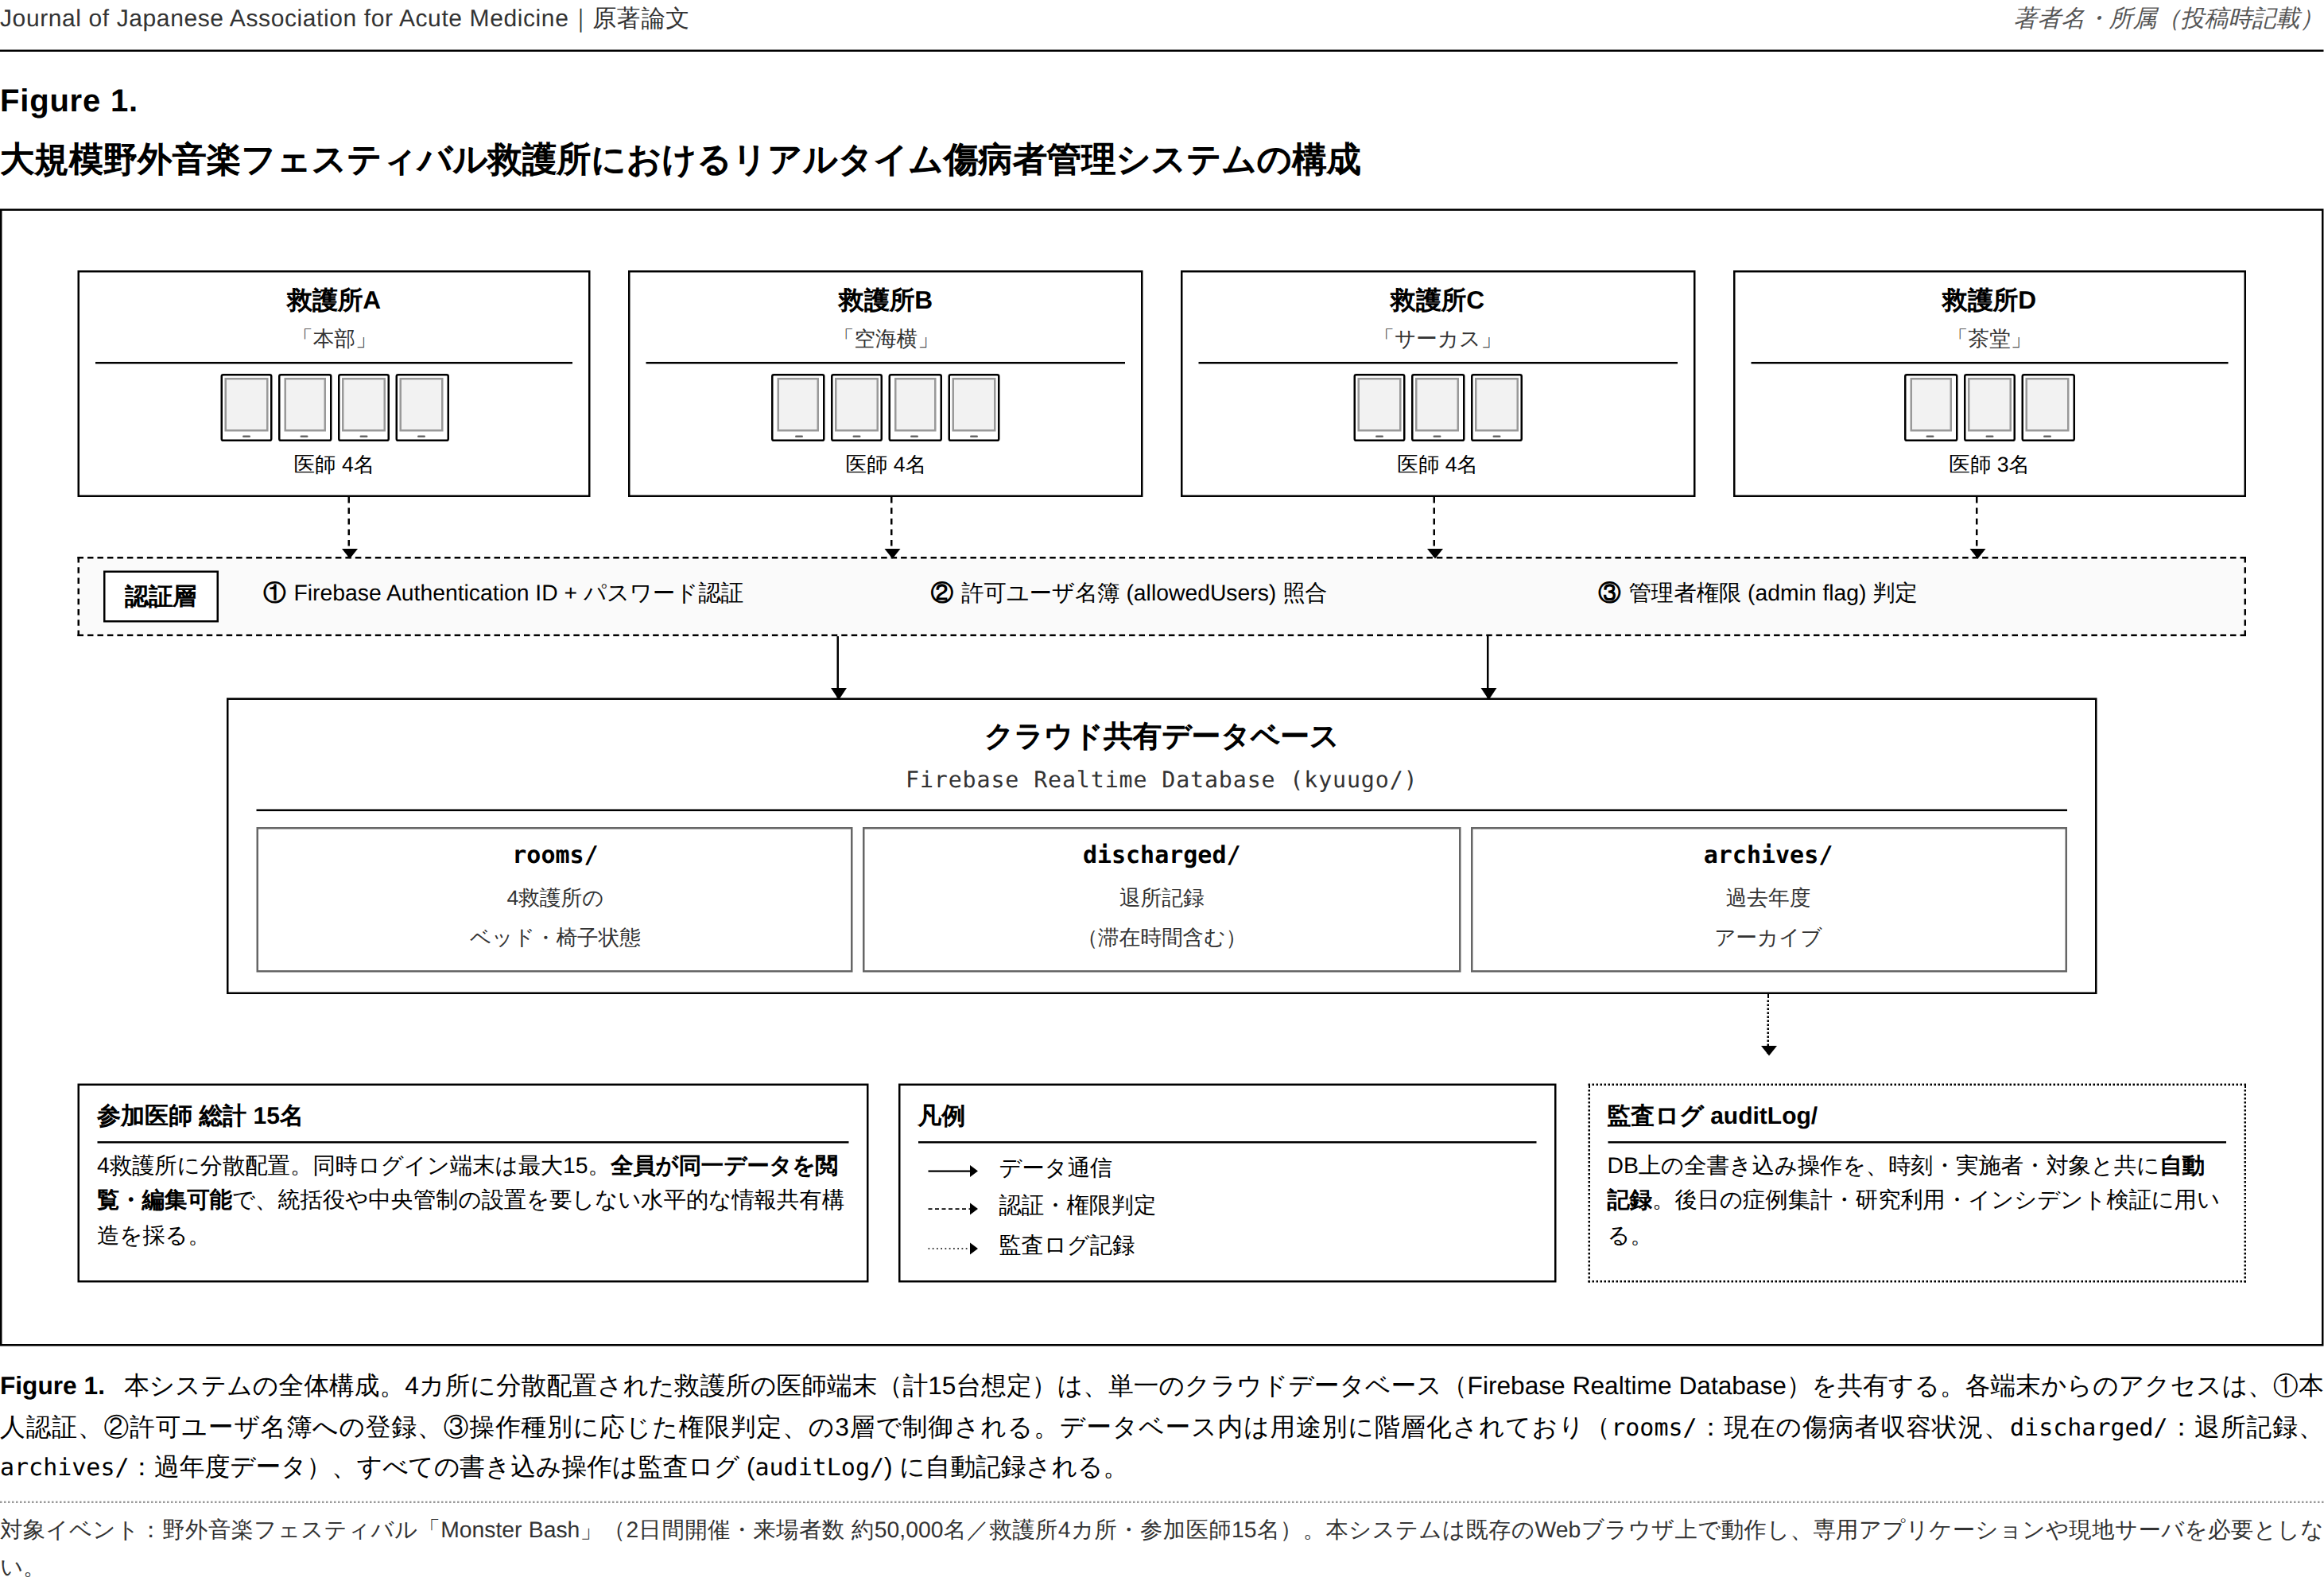 Journal of Japanese Association for Acute Medicine｜原著論文
著者名・所属（投稿時記載）
Figure 1.
大規模野外音楽フェスティバル救護所におけるリアルタイム傷病者管理システムの構成
救護所A
「本部」
医師 4名
救護所B
「空海横」
医師 4名
救護所C
「サーカス」
医師 4名
救護所D
「茶堂」
医師 3名
認証層
① Firebase Authentication ID + パスワード認証
② 許可ユーザ名簿 (allowedUsers) 照合
③ 管理者権限 (admin flag) 判定
クラウド共有データベース
Firebase Realtime Database (kyuugo/)
rooms/
4救護所の
ベッド・椅子状態
discharged/
退所記録
（滞在時間含む）
archives/
過去年度
アーカイブ
参加医師 総計 15名
4救護所に分散配置。同時ログイン端末は最大15。全員が同一データを閲
覧・編集可能で、統括役や中央管制の設置を要しない水平的な情報共有構
造を採る。
凡例
データ通信
認証・権限判定
監査ログ記録
監査ログ auditLog/
DB上の全書き込み操作を、時刻・実施者・対象と共に自動
記録。後日の症例集計・研究利用・インシデント検証に用い
る。
Figure 1. 本システムの全体構成。4カ所に分散配置された救護所の医師端末（計15台想定）は、単一のクラウドデータベース（Firebase Realtime Database）を共有する。各端末からのアクセスは、①本
人認証、②許可ユーザ名簿への登録、③操作種別に応じた権限判定、の3層で制御される。データベース内は用途別に階層化されており（rooms/：現在の傷病者収容状況、discharged/：退所記録、
archives/：過年度データ）、すべての書き込み操作は監査ログ (auditLog/) に自動記録される。
対象イベント：野外音楽フェスティバル「Monster Bash」（2日間開催・来場者数 約50,000名／救護所4カ所・参加医師15名）。本システムは既存のWebブラウザ上で動作し、専用アプリケーションや現地サーバを必要としな
い。